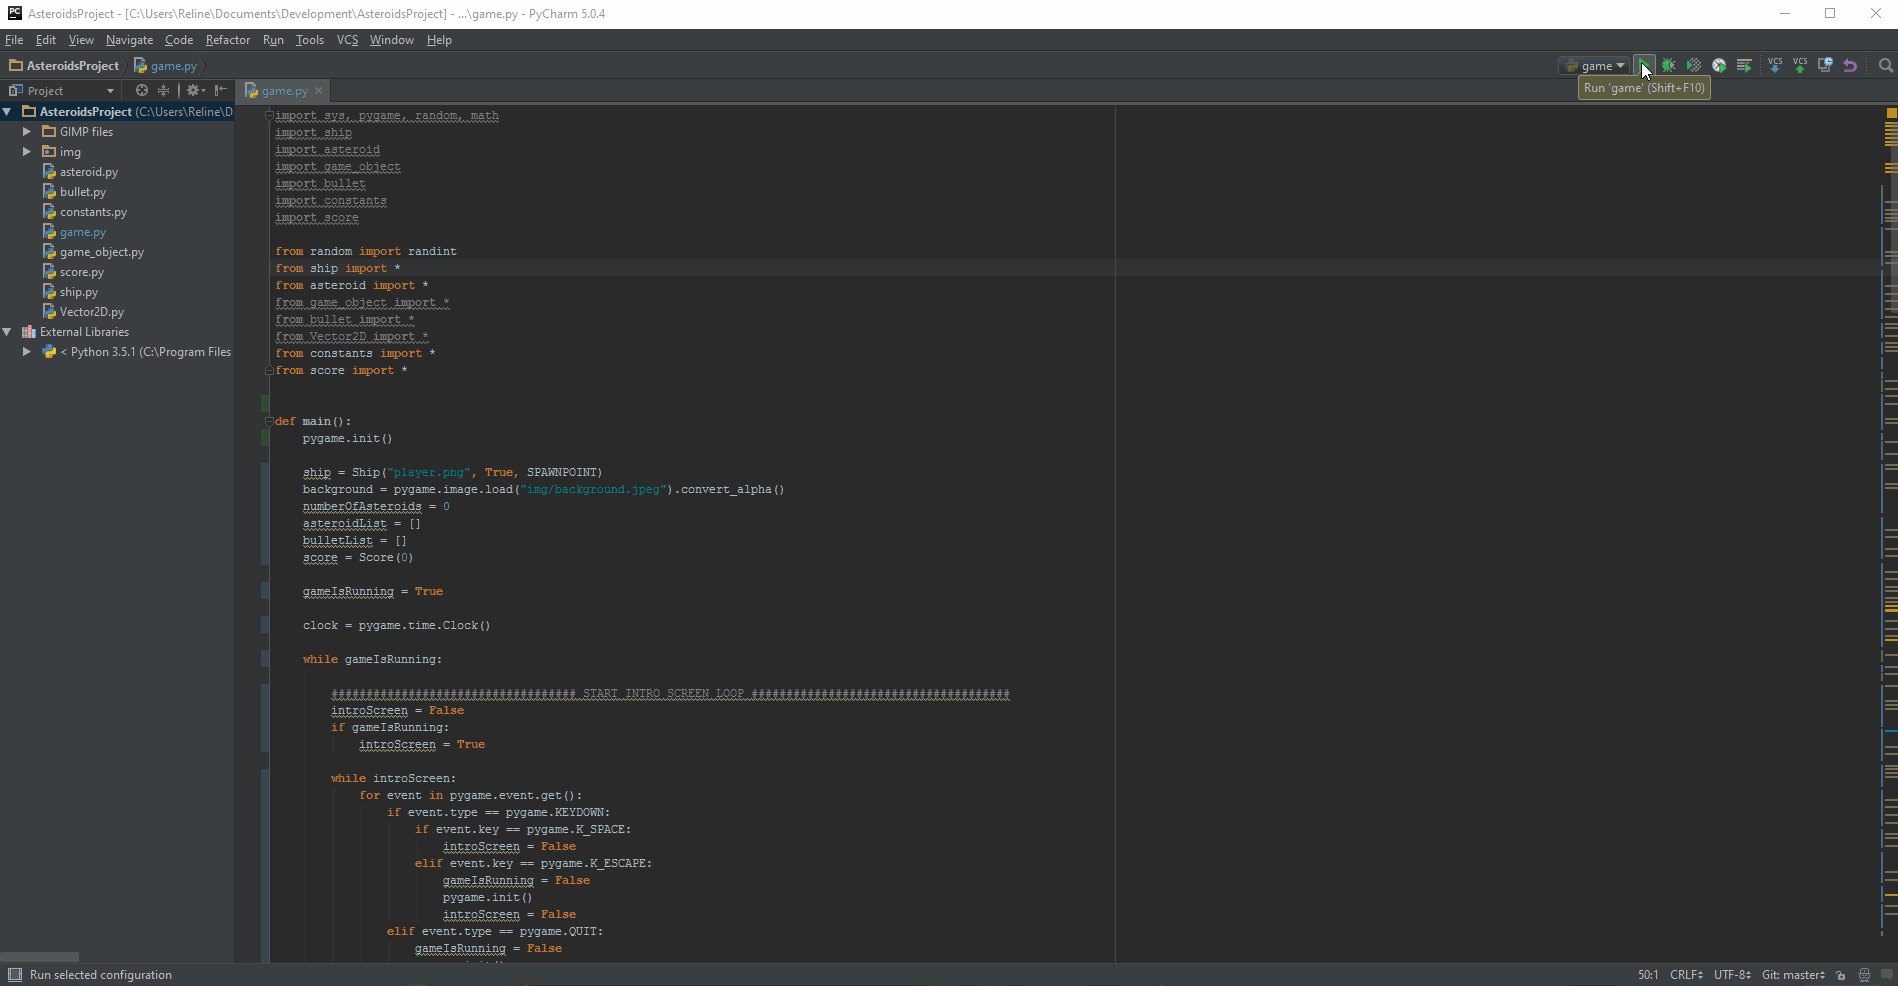 AsteroidsProject - [C:\Users\Reline\Documents\Development\AsteroidsProject] - ...\game.py - PyCharm 5.0.4
File Edit View Navigate Code Refactor Run Tools VCS Window Help
AsteroidsProject game.py game VCS VCS
Project game.py Run 'game' (Shift+F10)
AsteroidsProject (C:\Users\Reline\D
GIMP files
img
asteroid.py
bullet.py
constants.py
game.py
game_object.py
score.py
ship.py
Vector2D.py
External Libraries
< Python 3.5.1 (C:\Program Files
import sys, pygame, random, math
import ship
import asteroid
import game_object
import bullet
import constants
import score
from random import randint
from ship import *
from asteroid import *
from game_object import *
from bullet import *
from Vector2D import *
from constants import *
from score import *
def main():
pygame.init()
ship = Ship("player.png", True, SPAWNPOINT)
background = pygame.image.load("img/background.jpeg").convert_alpha()
numberOfAsteroids = 0
asteroidList = []
bulletList = []
score = Score(0)
gameIsRunning = True
clock = pygame.time.Clock()
while gameIsRunning:
################################### START INTRO SCREEN LOOP #####################################
introScreen = False
if gameIsRunning:
introScreen = True
while introScreen:
for event in pygame.event.get():
if event.type == pygame.KEYDOWN:
if event.key == pygame.K_SPACE:
introScreen = False
elif event.key == pygame.K_ESCAPE:
gameIsRunning = False
pygame.init()
introScreen = False
elif event.type == pygame.QUIT:
gameIsRunning = False
Run selected configuration 50:1 CRLF UTF-8 Git: master